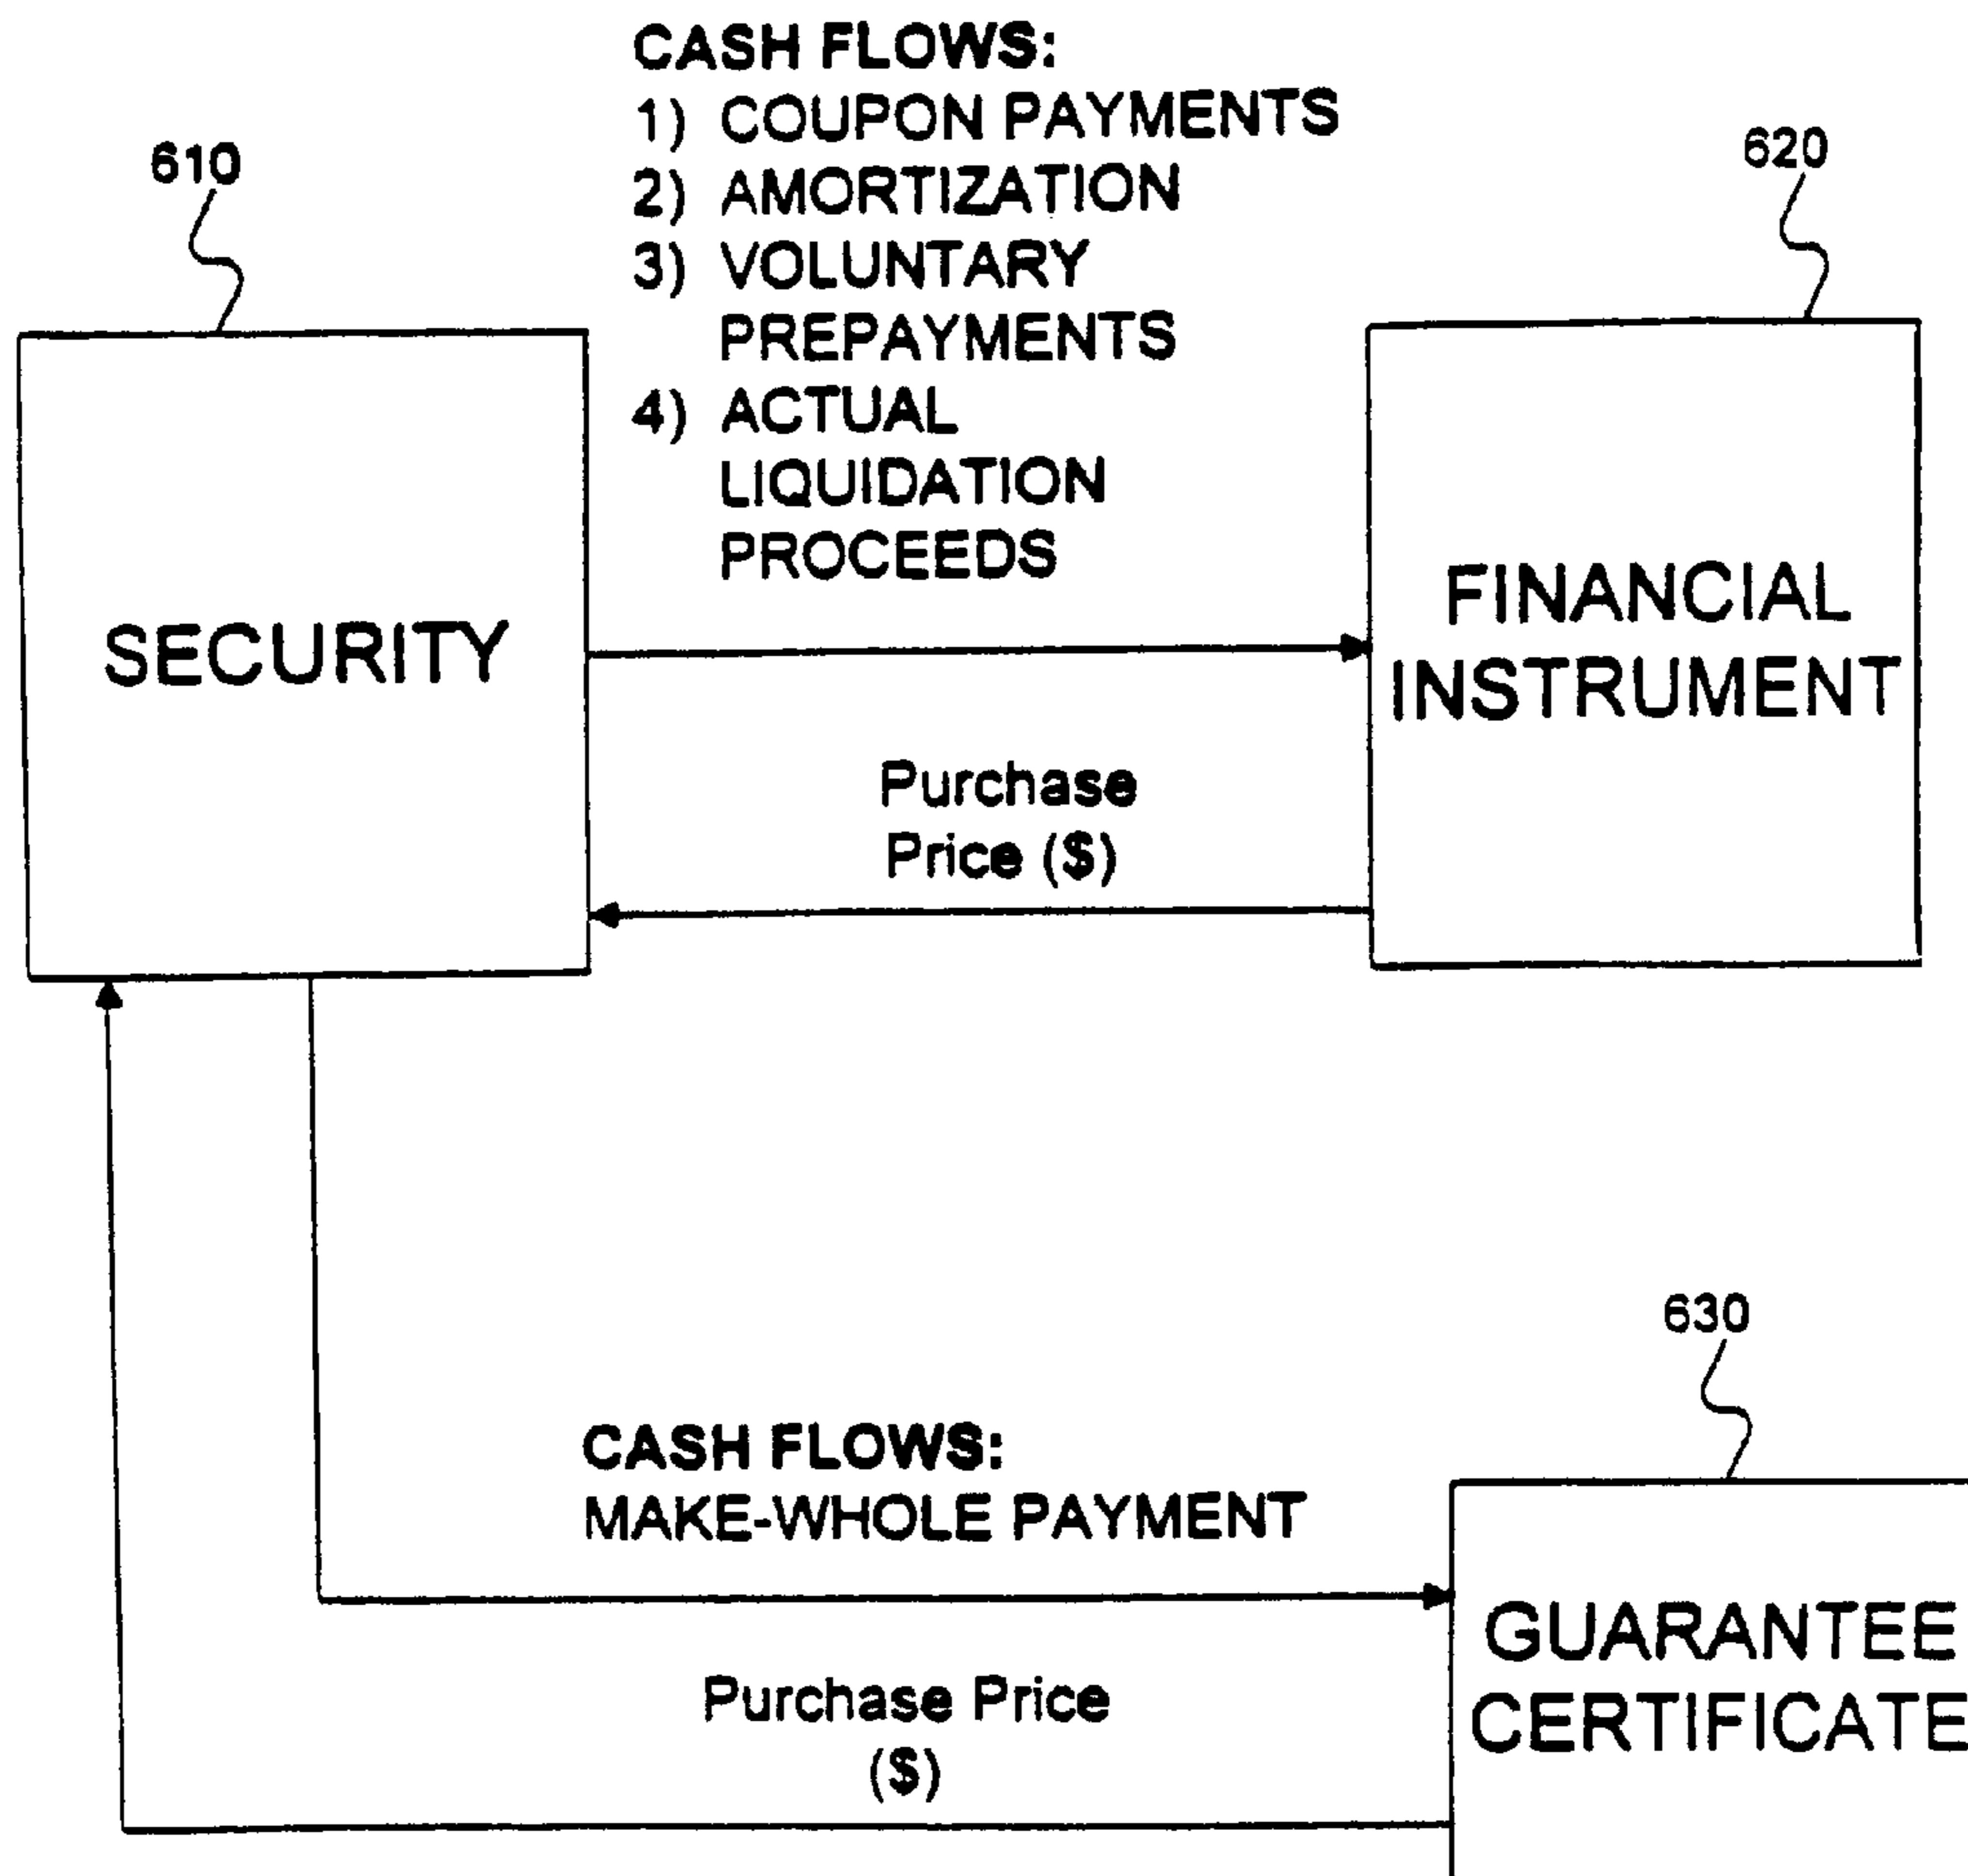 CASH FLOWS:
1) COUPON PAYMENTS
2) AMORTIZATION
3) VOLUNTARY
PREPAYMENTS
4) ACTUAL
LIQUIDATION
PROCEEDS
610
620
SECURITY
FINANCIAL
INSTRUMENT
Purchase
Price ($)
630
CASH FLOWS:
MAKE-WHOLE PAYMENT
GUARANTEE
CERTIFICATE
Purchase Price
($)